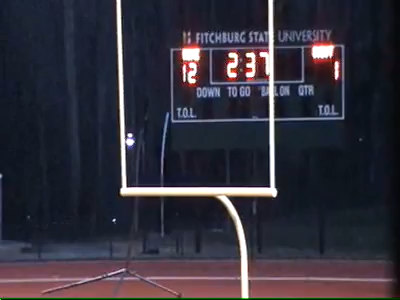 FITCHBURG STATE UNIVERSITY
12 2:37 1
DOWN TO GO BALL ON QTR
T.O.L. T.O.L.